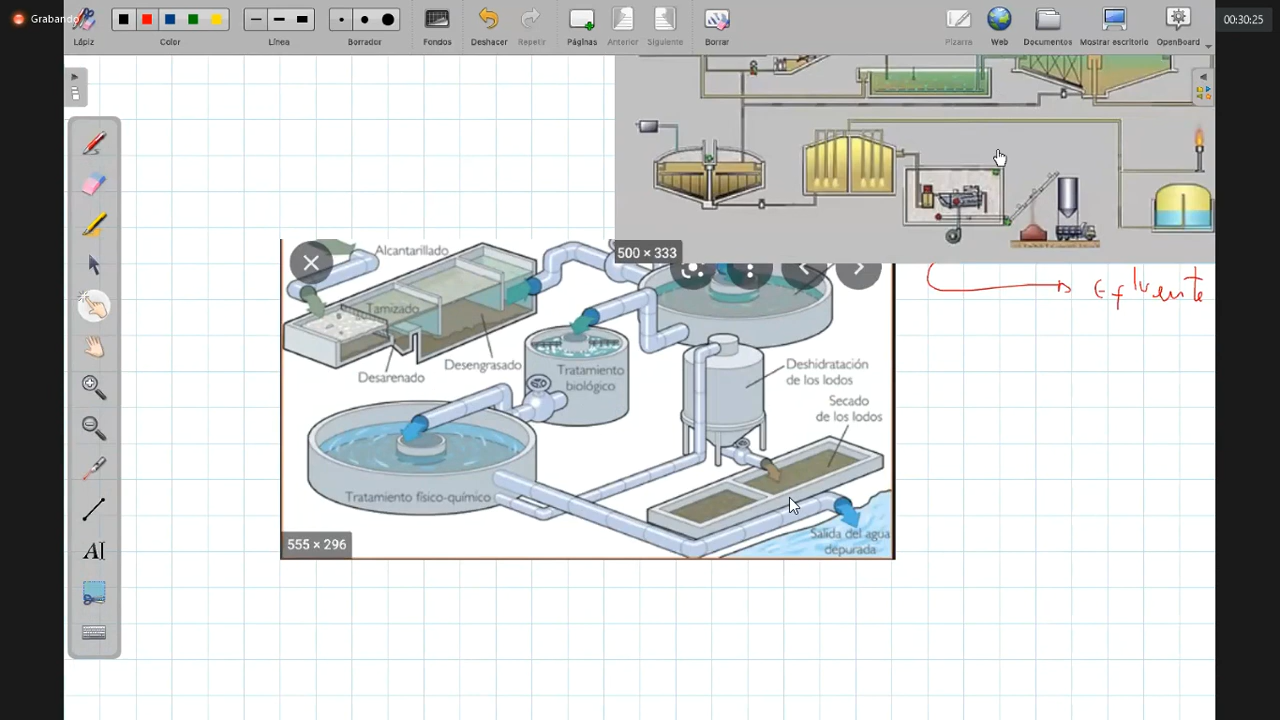 Grabando
Lápiz
Color
Línea
Borrador
Fondos
Deshacer
Repetir
Páginas
Anterior
Siguiente
Borrar
Pizarra
Web
Documentos
Mostrar escritorio
OpenBoard
00:30:25
500 × 333
Efluente
Alcantarillado
Tamizado
Desarenado
Desengrasado
Tratamiento
biológico
Deshidratación
de los lodos
Secado
de los lodos
Tratamiento físico-químico
Salida del agua
depurada
555 × 296
AI